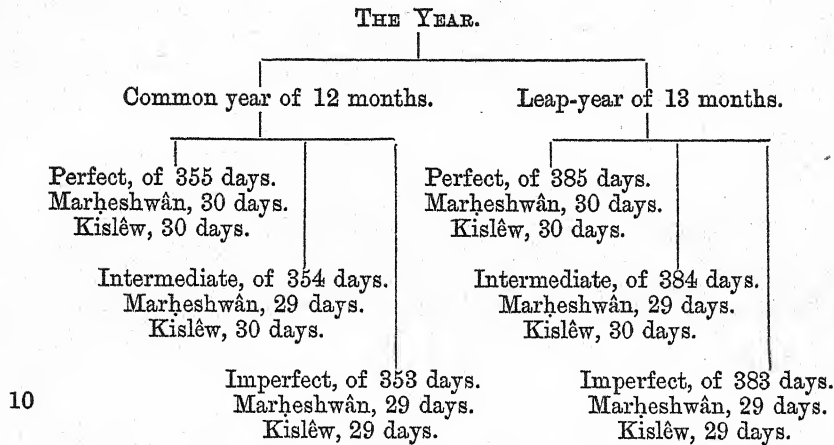 THE YEAR.
Common year of 12 months. Leap-year of 13 months.
Perfect, of 355 days. Perfect, of 385 days.
Marḥeshwân, 30 days. Marḥeshwân, 30 days.
Kislêw, 30 days. Kislêw, 30 days.
Intermediate, of 354 days. Intermediate, of 384 days.
Marḥeshwân, 29 days. Marḥeshwân, 29 days.
Kislêw, 30 days. Kislêw, 30 days.
Imperfect, of 353 days. Imperfect, of 383 days.
10 Marḥeshwân, 29 days. Marḥeshwân, 29 days.
Kislêw, 29 days. Kislêw, 29 days.